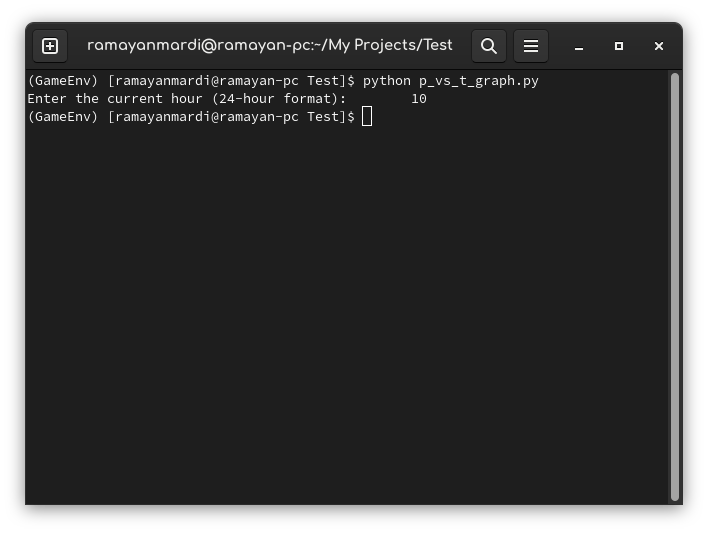 ramayanmardi@ramayan-pc:~/My Projects/Test
(GameEnv) [ramayanmardi@ramayan-pc Test]$ python p_vs_t_graph.py
Enter the current hour (24-hour format):        10
(GameEnv) [ramayanmardi@ramayan-pc Test]$